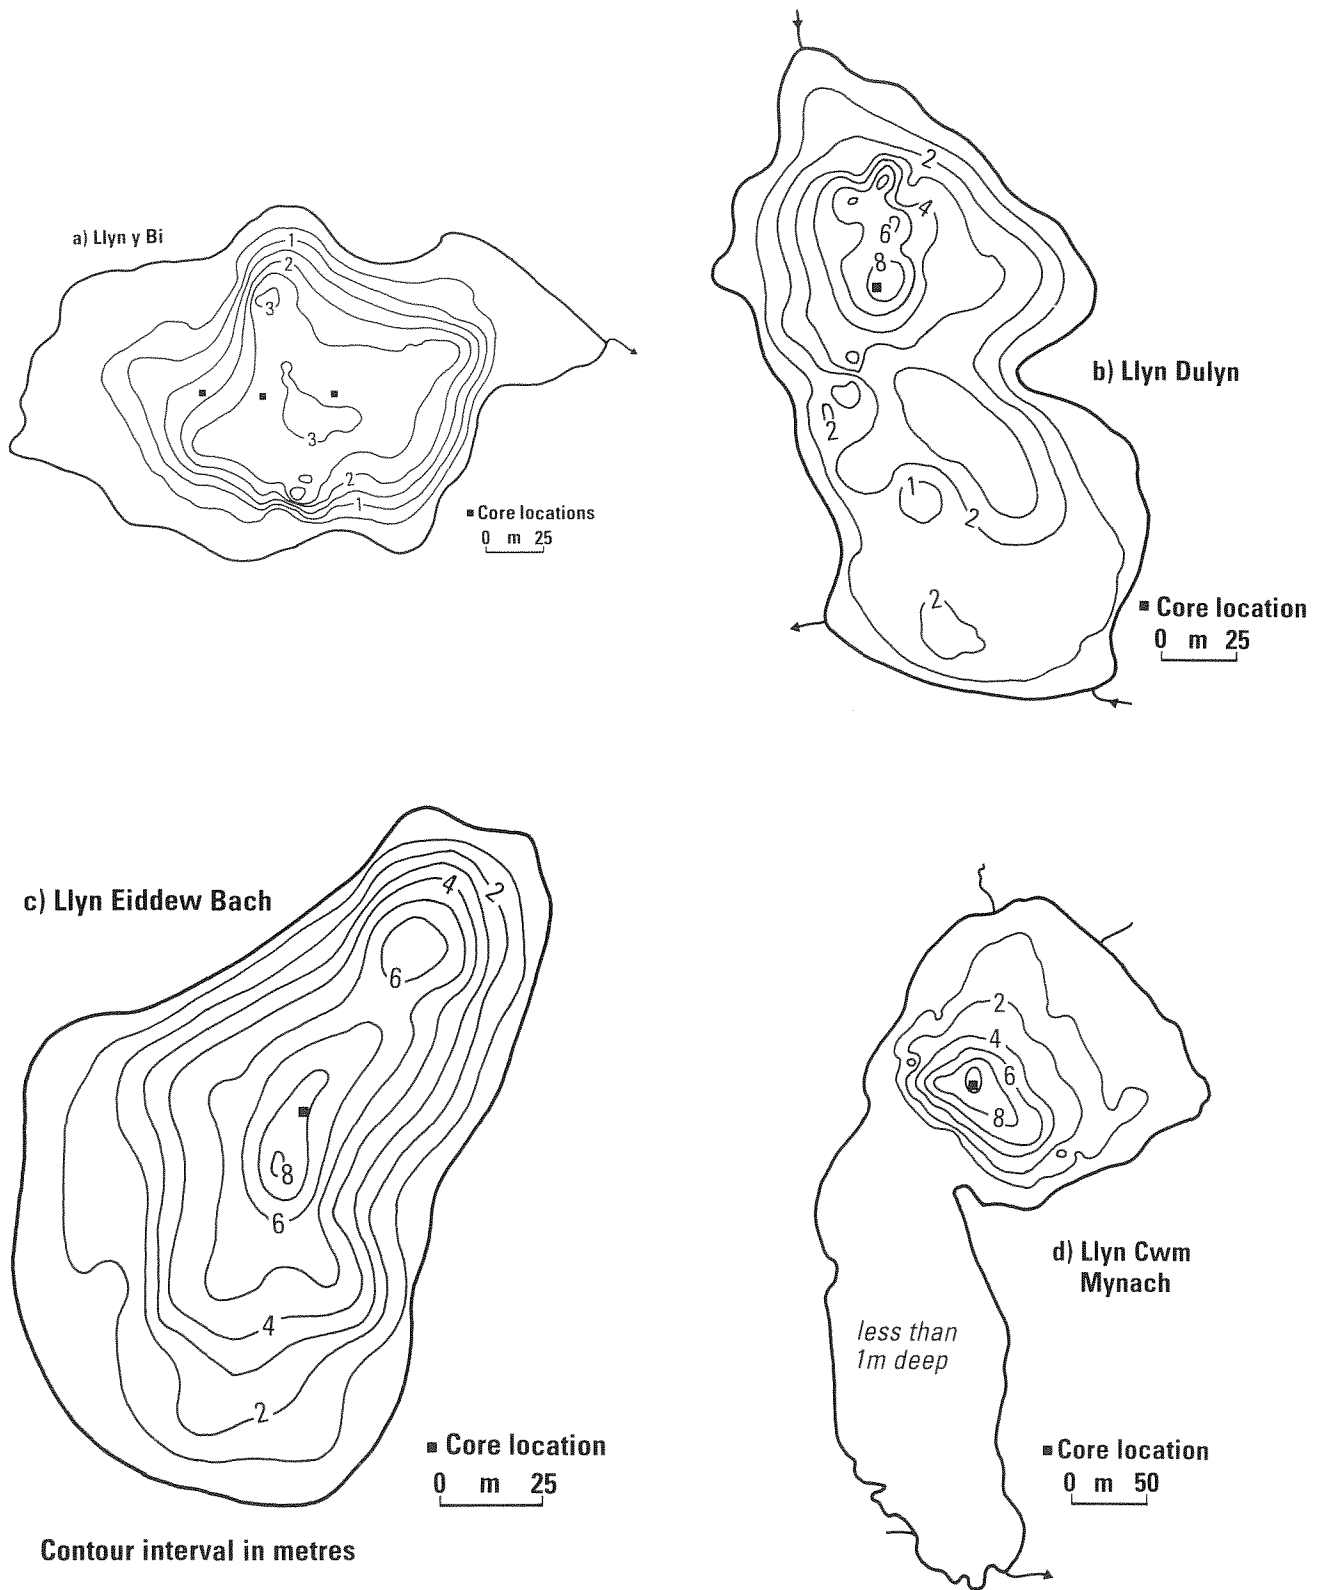 a) Llyn y Bi
1
2
3
3
2
1
Core locations
0 m 25
2
4
6
8
b) Llyn Dulyn
2
1
2
2
Core location
0 m 25
c) Llyn Eiddew Bach
4
2
6
8
6
4
2
Core location
0 m 25
Contour interval in metres
2
4
6
8
d) Llyn Cwm
Mynach
less than
1m deep
Core location
0 m 50